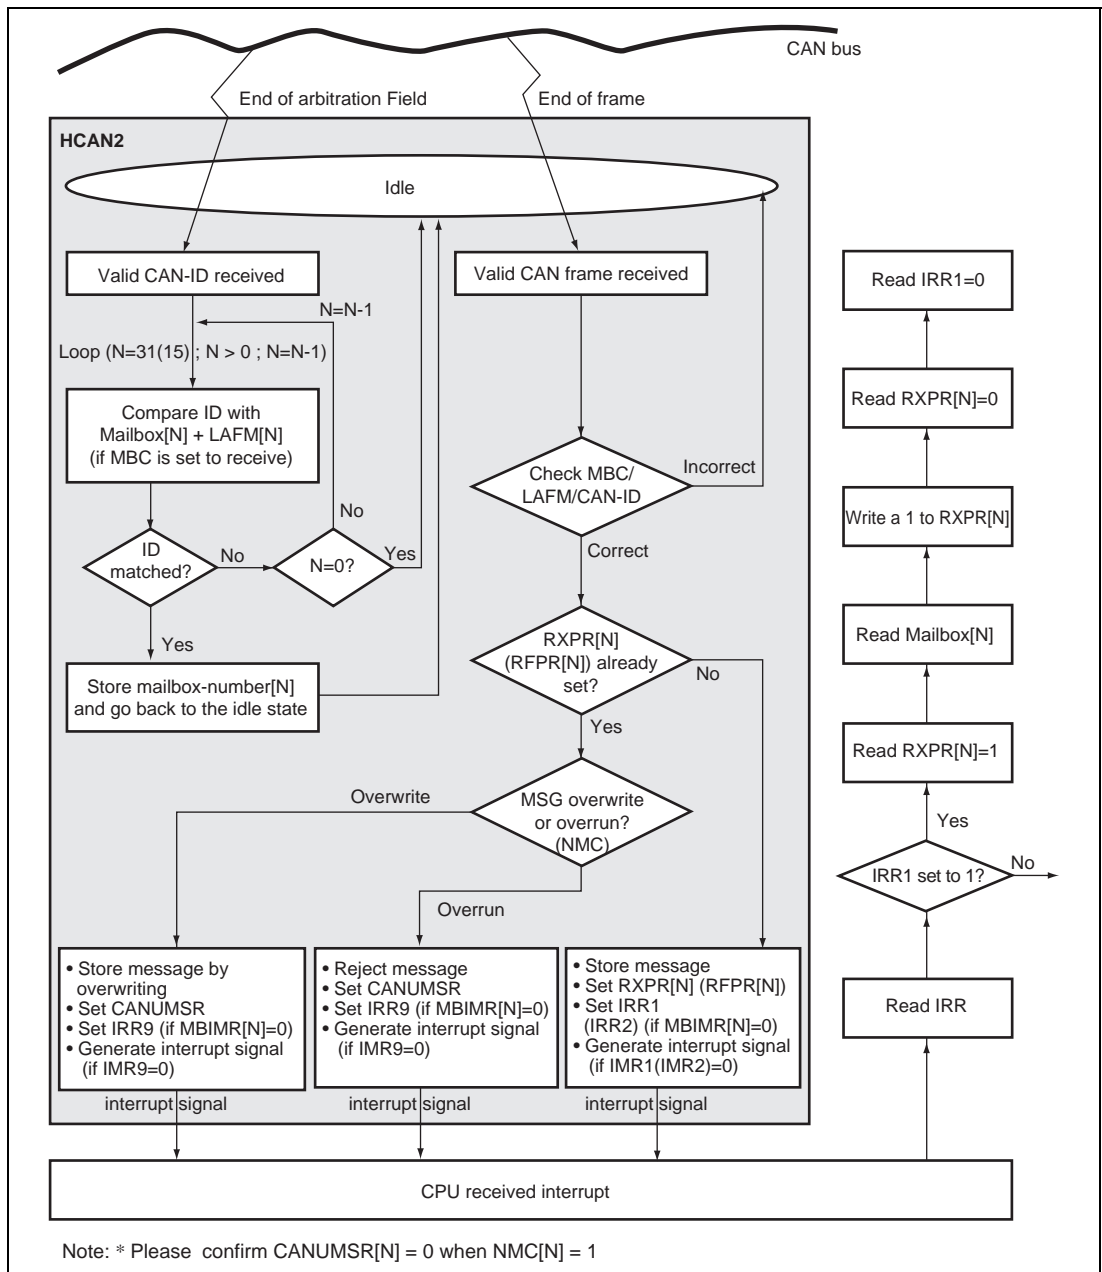 CAN bus
End of arbitration Field
End of frame
HCAN2
Idle
Valid CAN-ID received
Valid CAN frame received
N=N-1
Loop (N=31(15) ; N > 0 ; N=N-1)
Compare ID with
Mailbox[N] + LAFM[N]
(if MBC is set to receive)
ID
matched?
No
N=0?
No
Yes
Yes
Store mailbox-number[N]
and go back to the idle state
Check MBC/
LAFM/CAN-ID
Incorrect
Correct
RXPR[N]
(RFPR[N]) already
set?
No
Yes
MSG overwrite
or overrun?
(NMC)
Overwrite
Overrun
• Store message by
overwriting
• Set CANUMSR
• Set IRR9 (if MBIMR[N]=0)
• Generate interrupt signal
(if IMR9=0)
• Reject message
• Set CANUMSR
• Set IRR9 (if MBIMR[N]=0)
• Generate interrupt signal
(if IMR9=0)
• Store message
• Set RXPR[N] (RFPR[N])
• Set IRR1
(IRR2) (if MBIMR[N]=0)
• Generate interrupt signal
(if IMR1(IMR2)=0)
interrupt signal
interrupt signal
interrupt signal
CPU received interrupt
Read IRR1=0
Read RXPR[N]=0
Write a 1 to RXPR[N]
Read Mailbox[N]
Read RXPR[N]=1
Yes
IRR1 set to 1?
No
Read IRR
Note: * Please confirm CANUMSR[N] = 0 when NMC[N] = 1